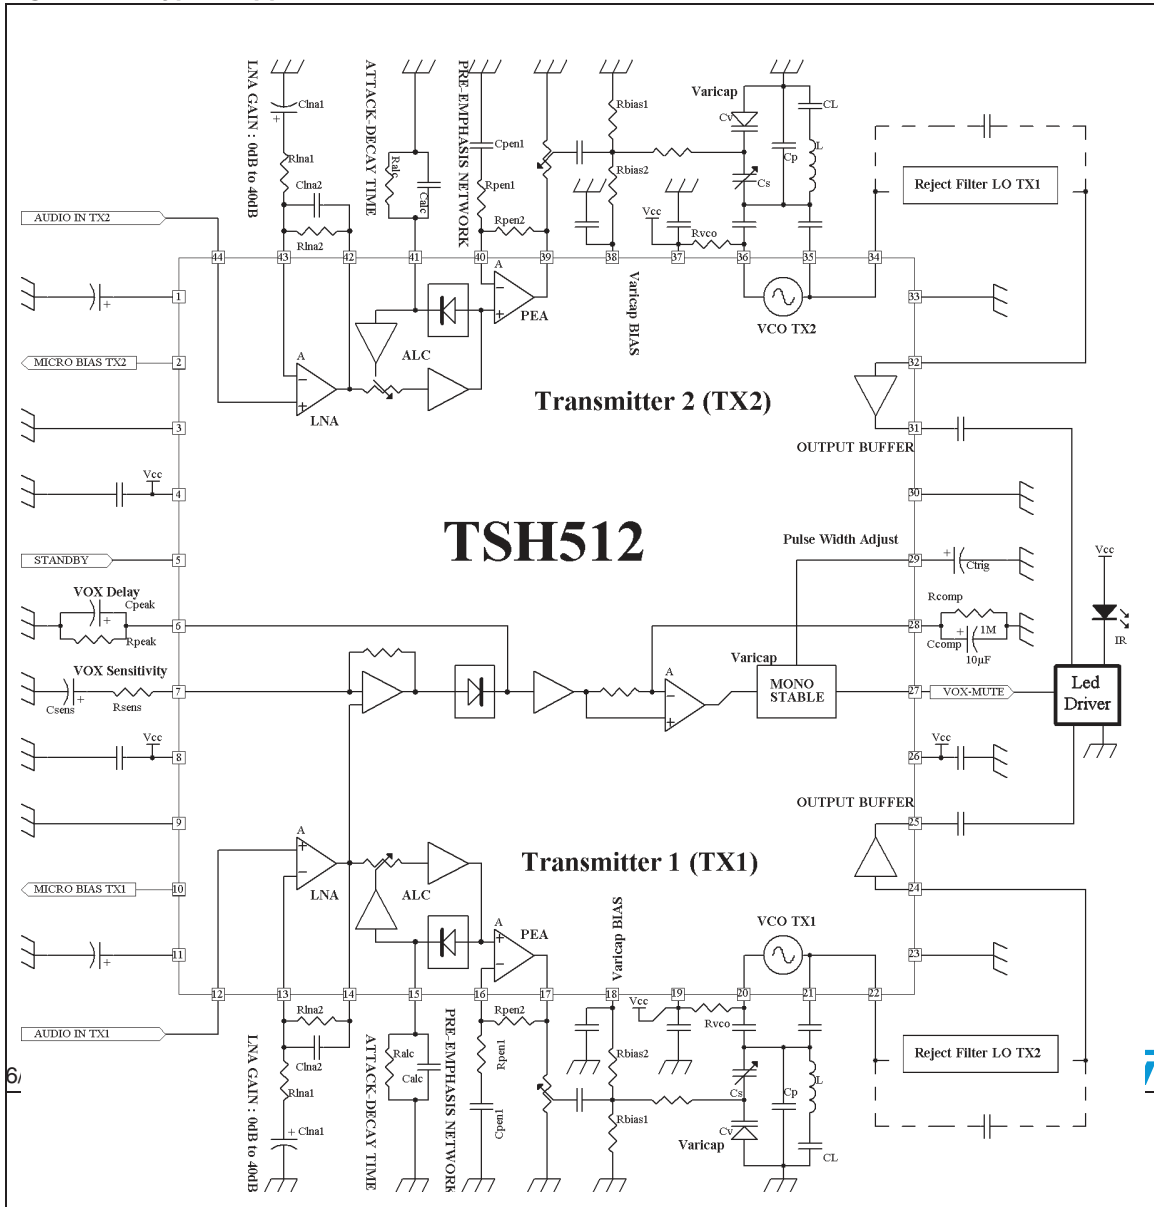 LNA GAIN : 0dB to 40dB
ATTACK-DECAY TIME
PRE-EMPHASIS NETWORK
Clna1
+
Rlna1
Clna2
Rlna2
Ralc
Calc
Cpen1
Rpen1
Rpen2
Rbias1
Rbias2
Varicap
Cv
Cs
Cp
CL
L
Vcc
Rvco
Reject Filter LO TX1
AUDIO IN TX2
44
43
42
41
40
39
38
37
36
35
34
Varicap BIAS
A
−
+
PEA
ALC
VCO TX2
1
+
33
MICRO BIAS TX2
2
32
A
−
+
LNA
Transmitter 2 (TX2)
3
31
OUTPUT BUFFER
Vcc
4
30
TSH512
Pulse Width Adjust
STANDBY
5
29
+
Ctrig
Vcc
VOX Delay
Cpeak
+
Rpeak
6
28
Rcomp
1M
+
Ccomp
10µF
IR
VOX Sensitivity
Csens
+
Rsens
7
A
−
+
Varicap
MONO
STABLE
27
VOX-MUTE
Led
Driver
Vcc
8
26
Vcc
OUTPUT BUFFER
9
25
A
+
−
LNA
ALC
Transmitter 1 (TX1)
MICRO BIAS TX1
10
24
A
+
−
PEA
Varicap BIAS
VCO TX1
11
+
23
12
13
14
15
16
17
18
19
20
21
22
AUDIO IN TX1
Rlna2
Clna2
Rlna1
+
Clna1
LNA GAIN : 0dB to 40dB
ATTACK-DECAY TIME
Ralc
Calc
PRE-EMPHASIS NETWORK
Rpen2
Rpen1
Cpen1
Vcc
Rvco
Rbias2
Rbias1
Cs
Cv
Varicap
Cp
L
CL
Reject Filter LO TX2
6/